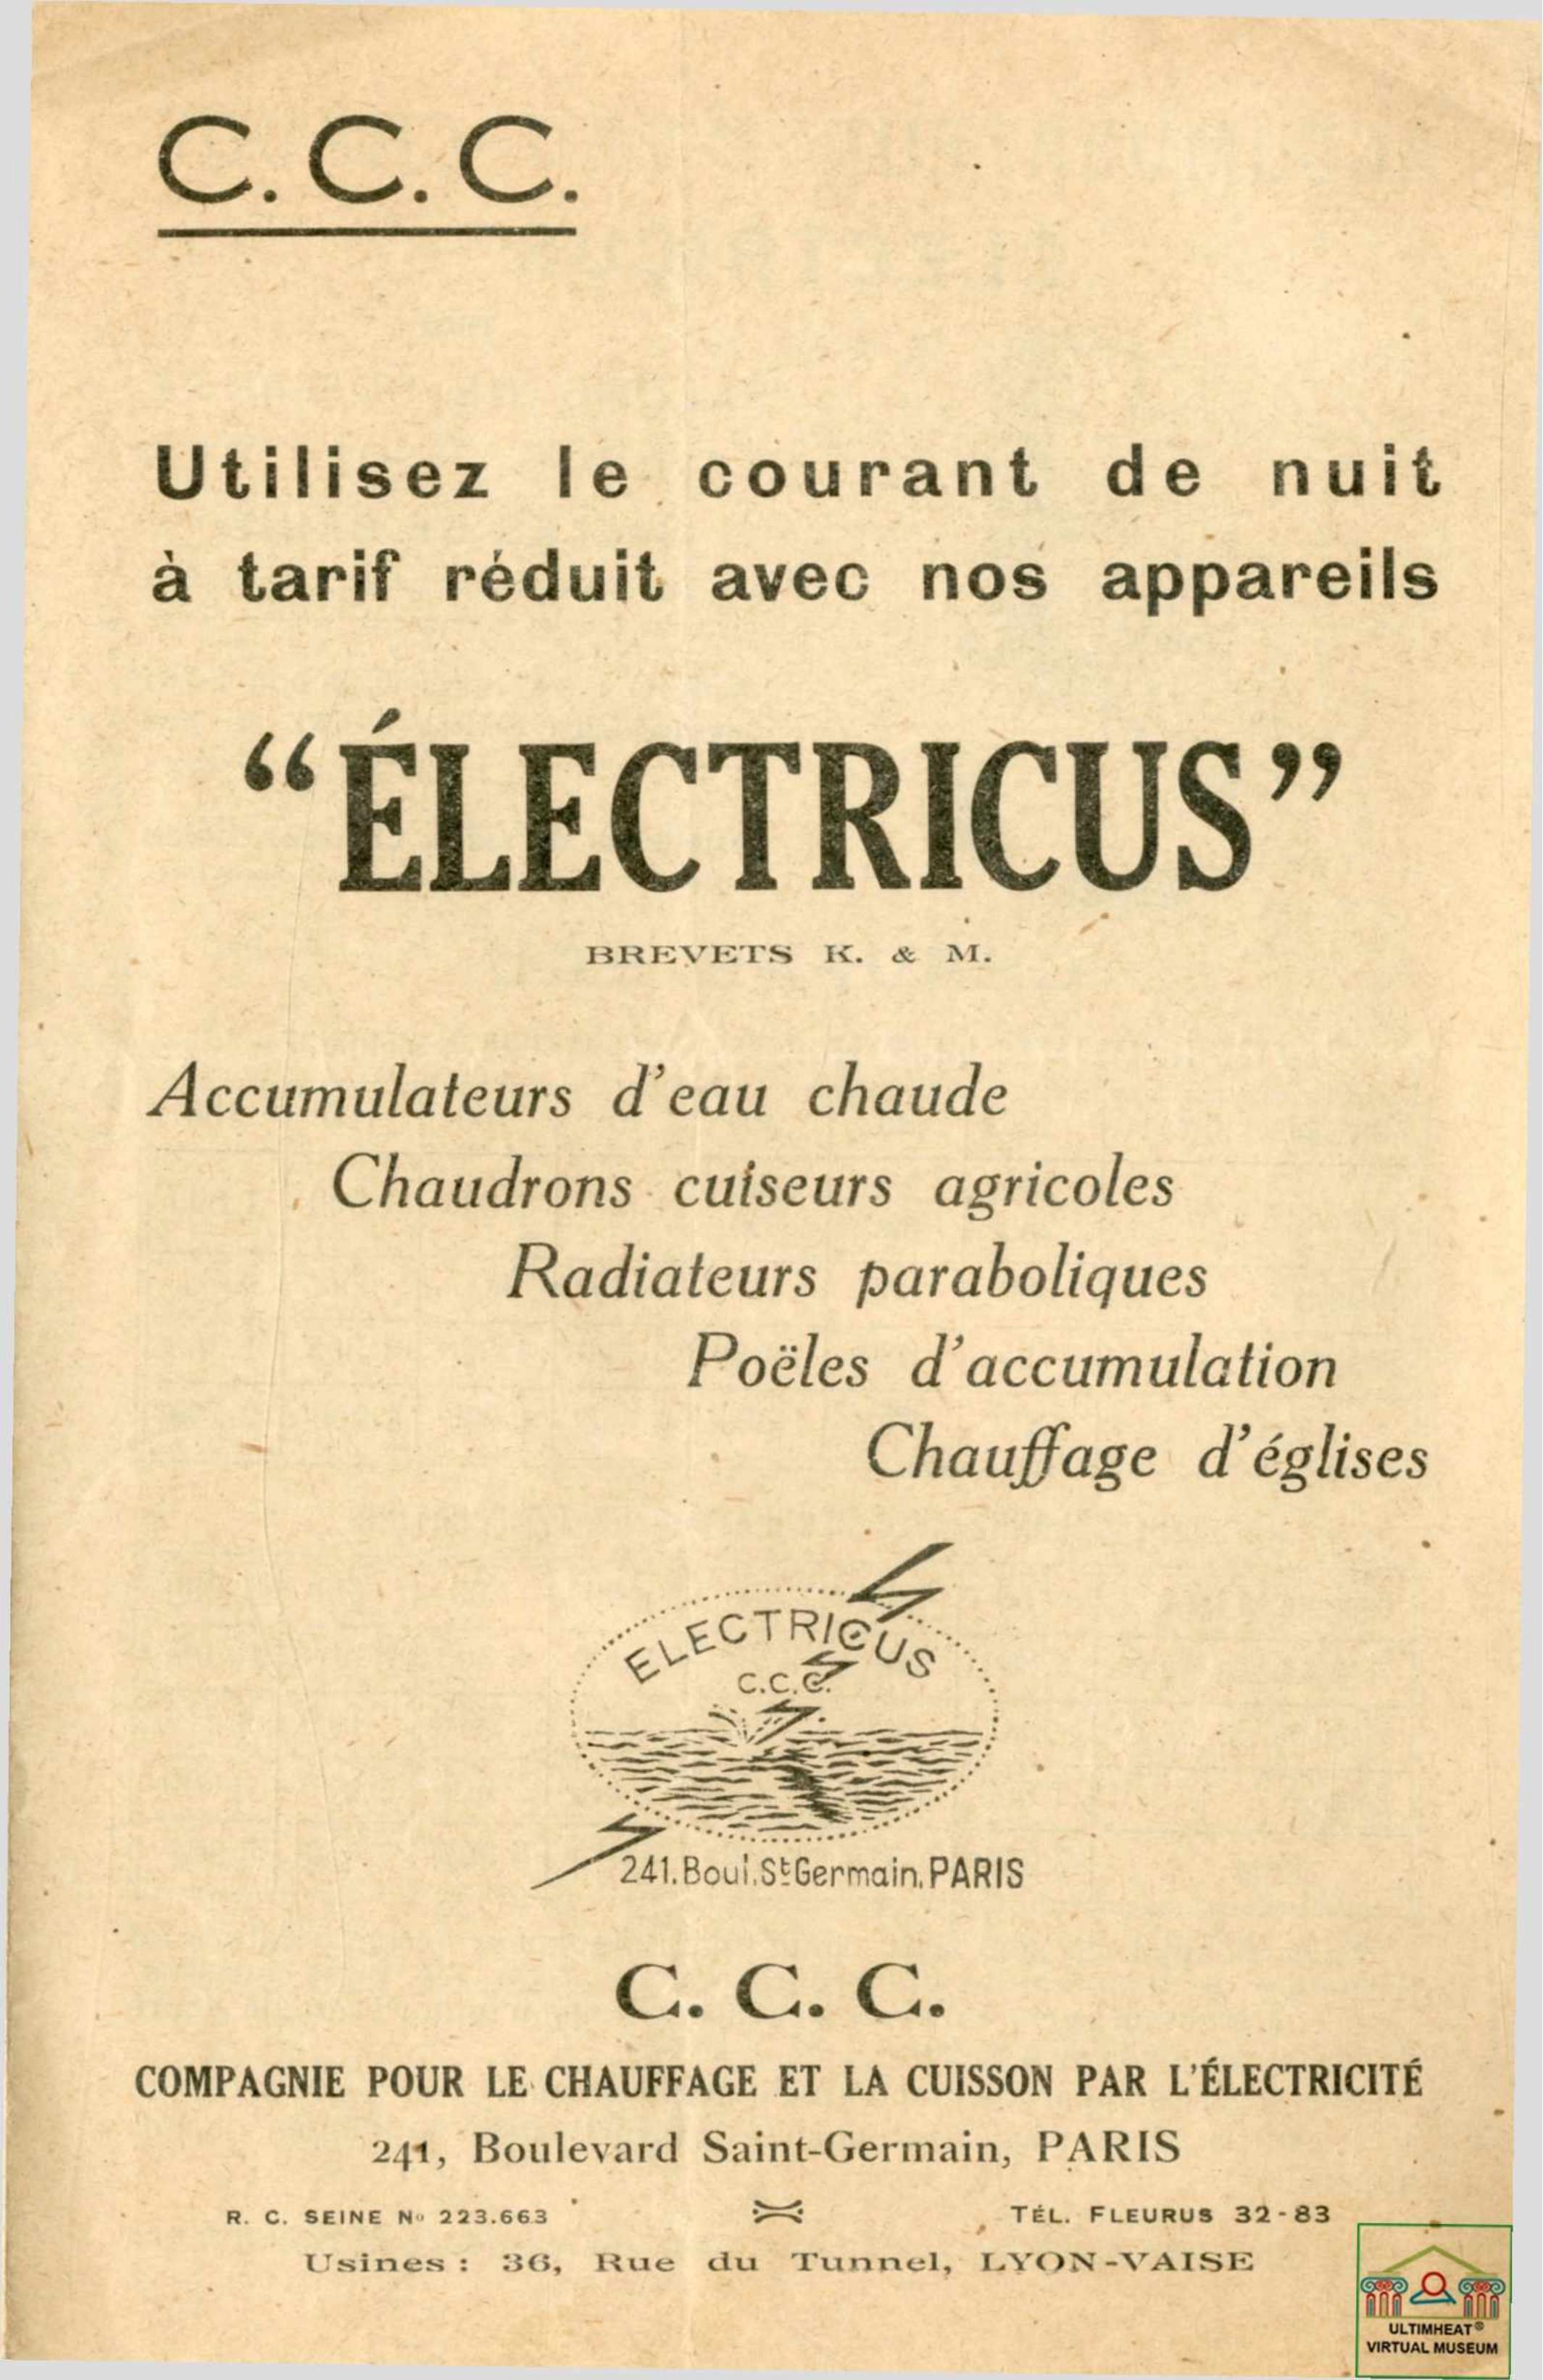 C. C. C.
Utilisez le courant de nuit
à tarif réduit avec nos appareils
“ÉLECTRICUS”
BREVETS K. & M.
Accumulateurs d'eau chaude
Chaudrons cuiseurs agricoles
Radiateurs paraboliques
Poëles d'accumulation
Chauffage d'églises
ELECTRICUS
C.C.C.
241. Boul. St Germain. PARIS
C. C. C.
COMPAGNIE POUR LE CHAUFFAGE ET LA CUISSON PAR L'ÉLECTRICITÉ
241, Boulevard Saint-Germain, PARIS
R. C. SEINE No 223.663 TÉL. FLEURUS 32-83
Usines : 36, Rue du Tunnel, LYON-VAISE
ULTIMHEAT®
VIRTUAL MUSEUM